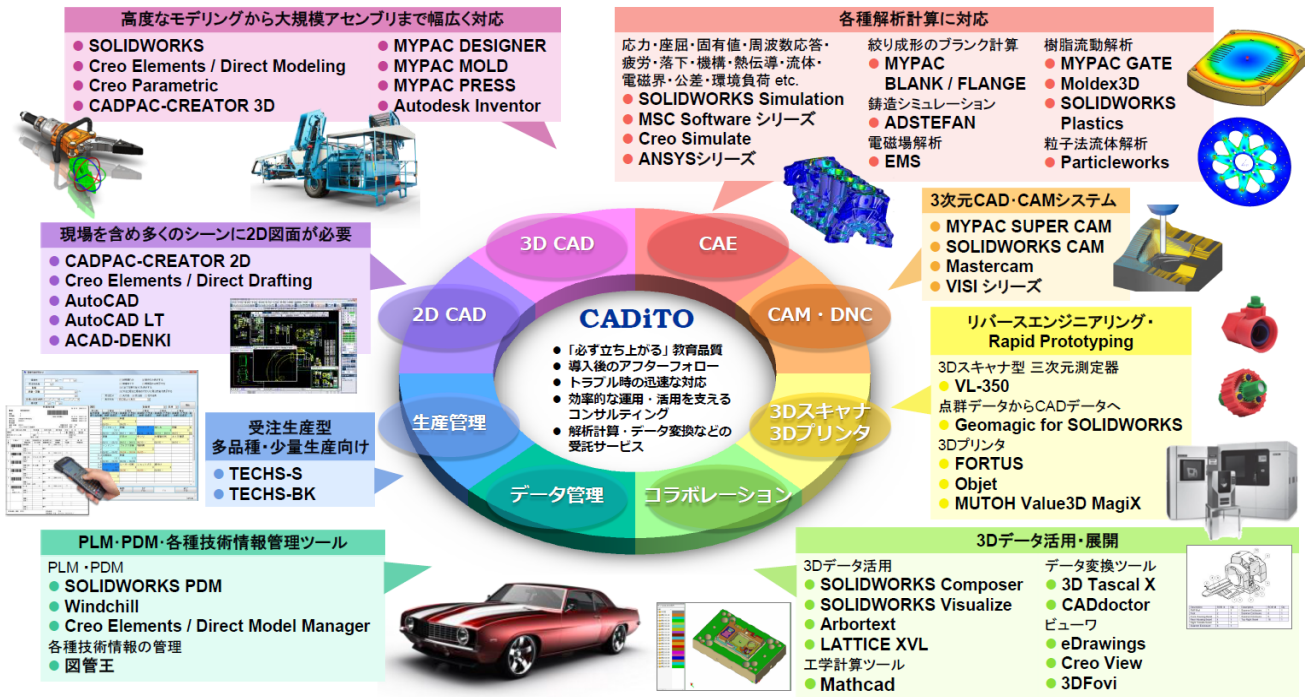 高度なモデリングから大規模アセンブリまで幅広く対応
● SOLIDWORKS
● Creo Elements / Direct Modeling
● Creo Parametric
● CADPAC-CREATOR 3D
● MYPAC DESIGNER
● MYPAC MOLD
● MYPAC PRESS
● Autodesk Inventor
各種解析計算に対応
応力・座屈・固有値・周波数応答・
疲労・落下・機構・熱伝導・流体・
電磁界・公差・環境負荷 etc.
● SOLIDWORKS Simulation
● MSC Software シリーズ
● Creo Simulate
● ANSYSシリーズ
絞り成形のブランク計算
● MYPAC
BLANK / FLANGE
鋳造シミュレーション
● ADSTEFAN
電磁場解析
● EMS
樹脂流動解析
● MYPAC GATE
● Moldex3D
● SOLIDWORKS
Plastics
粒子法流体解析
● Particleworks
現場を含め多くのシーンに2D図面が必要
● CADPAC-CREATOR 2D
● Creo Elements / Direct Drafting
● AutoCAD
● AutoCAD LT
● ACAD-DENKI
3D CAD
CAE
2D CAD
CAM・DNC
生産管理
3Dスキャナ
3Dプリンタ
データ管理
コラボレーション
CADiTO
● 「必ず立ち上がる」教育品質
● 導入後のアフターフォロー
● トラブル時の迅速な対応
● 効率的な運用・活用を支える
コンサルティング
● 解析計算・データ変換などの
受託サービス
3次元CAD・CAMシステム
● MYPAC SUPER CAM
● SOLIDWORKS CAM
● Mastercam
● VISI シリーズ
リバースエンジニアリング・
Rapid Prototyping
3Dスキャナ型 三次元測定器
● VL-350
点群データからCADデータへ
● Geomagic for SOLIDWORKS
3Dプリンタ
● FORTUS
● Objet
● MUTOH Value3D MagiX
受注生産型
多品種・少量生産向け
● TECHS-S
● TECHS-BK
PLM・PDM・各種技術情報管理ツール
PLM・PDM
● SOLIDWORKS PDM
● Windchill
● Creo Elements / Direct Model Manager
各種技術情報の管理
● 図管王
3Dデータ活用・展開
3Dデータ活用
● SOLIDWORKS Composer
● SOLIDWORKS Visualize
● Arbortext
● LATTICE XVL
工学計算ツール
● Mathcad
データ変換ツール
● 3D Tascal X
● CADdoctor
ビューワ
● eDrawings
● Creo View
● 3DFovi